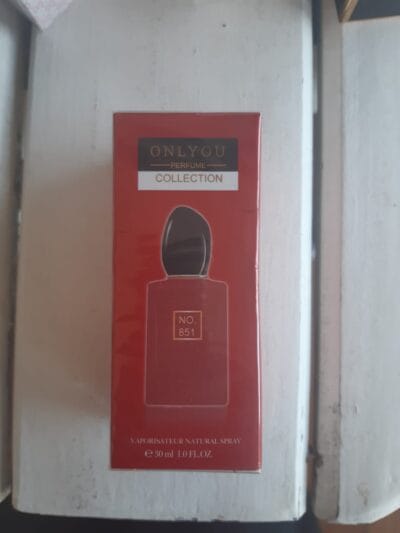 ONLYOU
PERFUME
COLLECTION
NO.
851
VAPORISATEUR NATURAL SPRAY
℮ 30 ml 1.0 FL.OZ